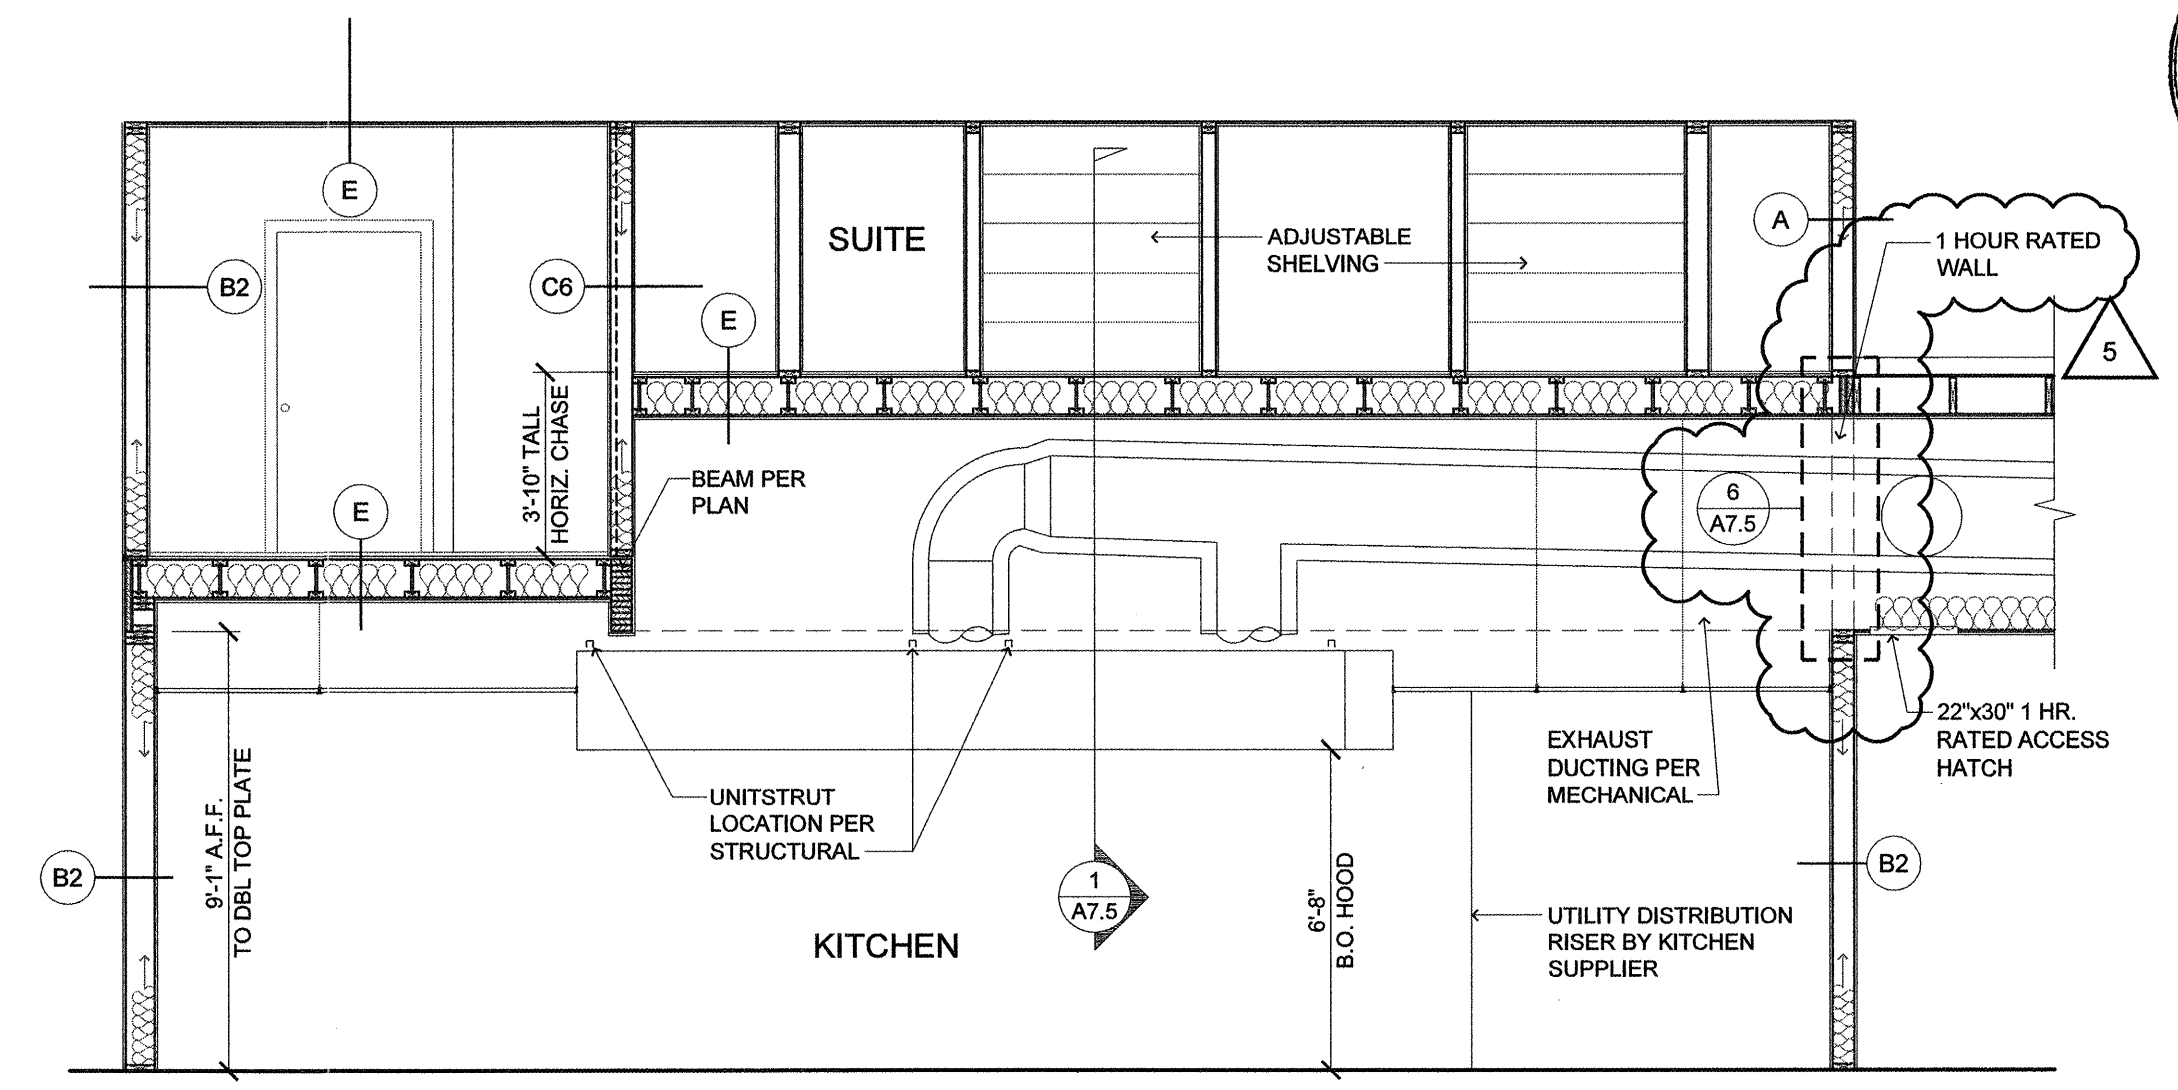 E
SUITE
ADJUSTABLE
SHELVING
A
1 HOUR RATED
WALL
B2
C6
E
5
3'-10" TALL
HORIZ. CHASE
BEAM PER
PLAN
E
6
A7.5
9'-1" A.F.F.
TO DBL TOP PLATE
UNITSTRUT
LOCATION PER
STRUCTURAL
EXHAUST
DUCTING PER
MECHANICAL
22"x30" 1 HR.
RATED ACCESS
HATCH
B2
1
A7.5
6'-8"
B.O. HOOD
B2
KITCHEN
UTILITY DISTRIBUTION
RISER BY KITCHEN
SUPPLIER